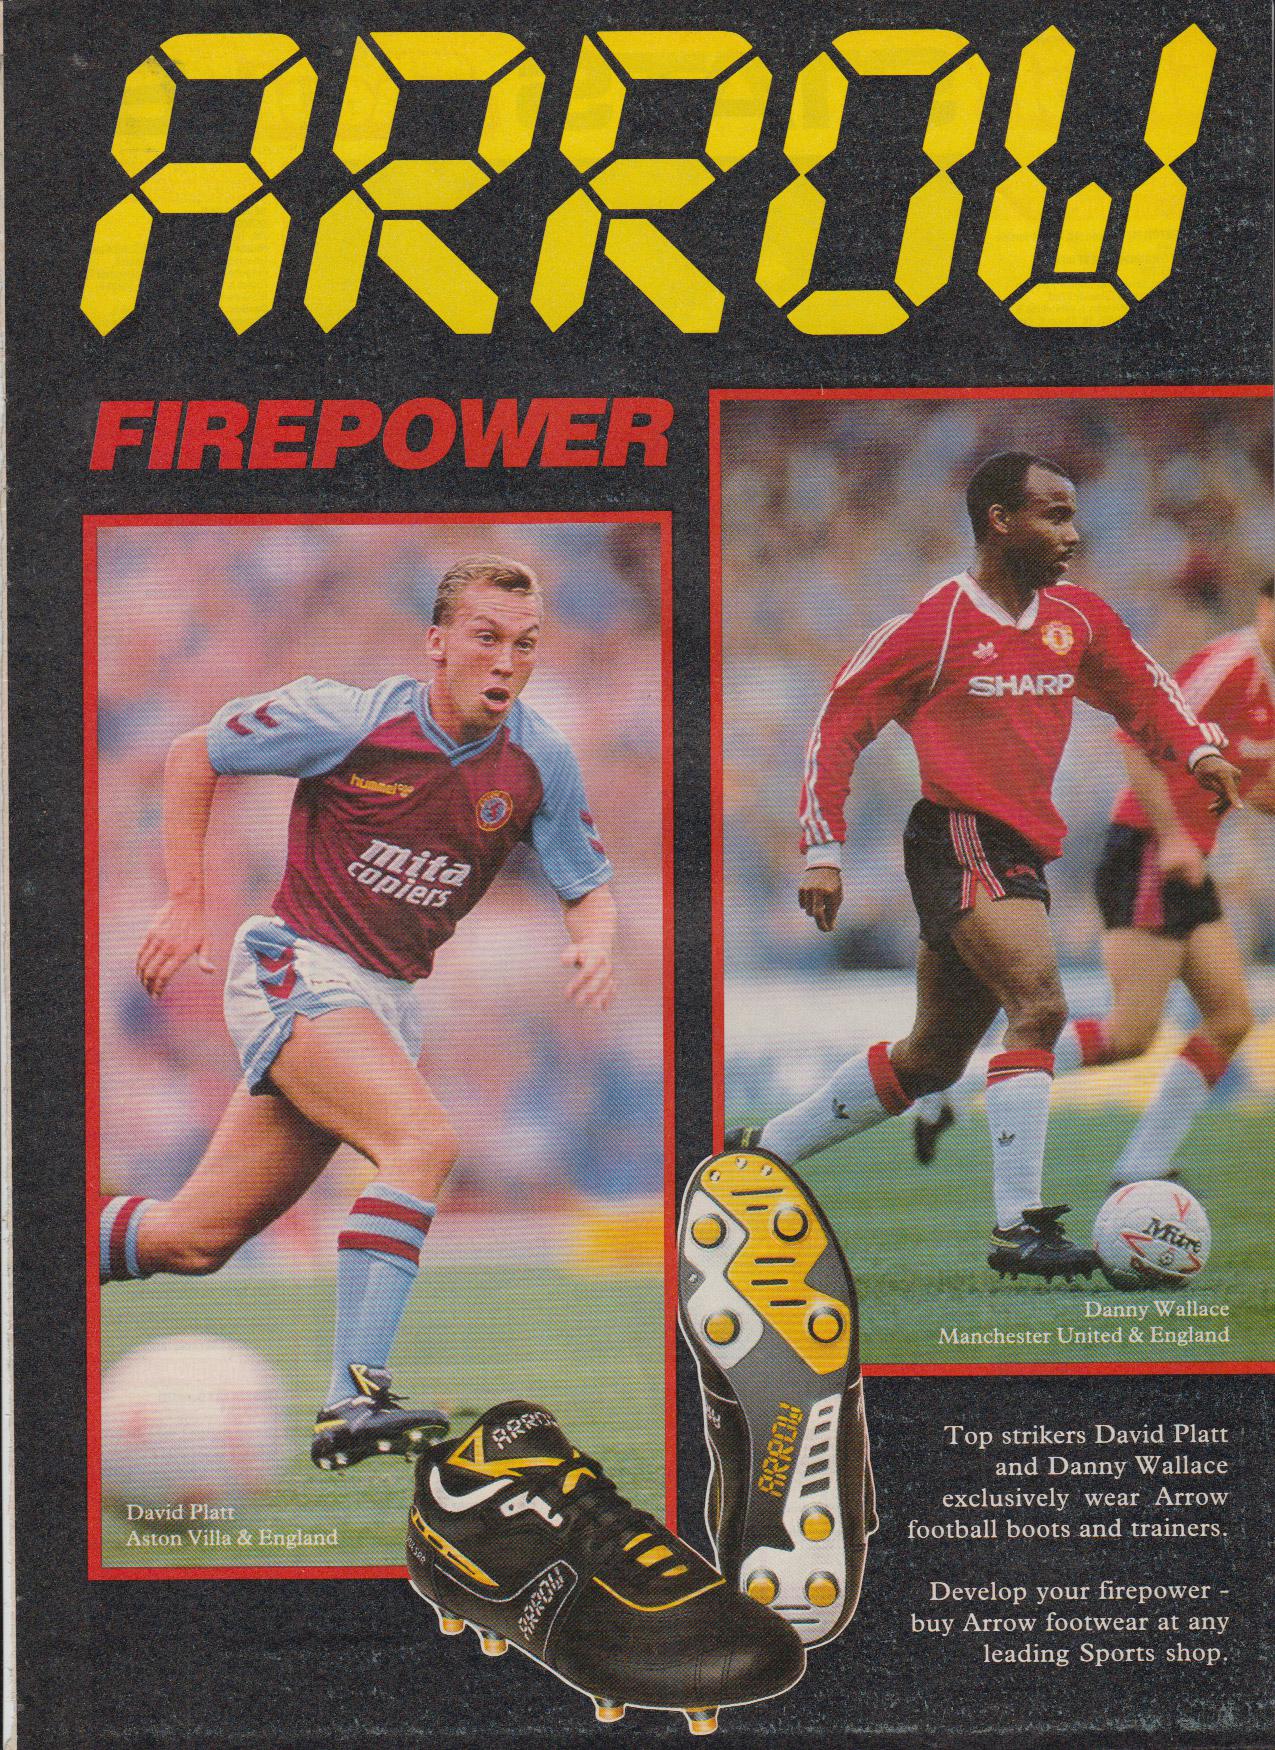 ARROW
FIREPOWER
hummel
mita
copiers
SHARP
Mitre
Danny Wallace
Manchester United & England
David Platt
Aston Villa & England
ARROW
ARROW
ARROW
Top strikers David Platt
and Danny Wallace
exclusively wear Arrow
football boots and trainers.
Develop your firepower -
buy Arrow footwear at any
leading Sports shop.